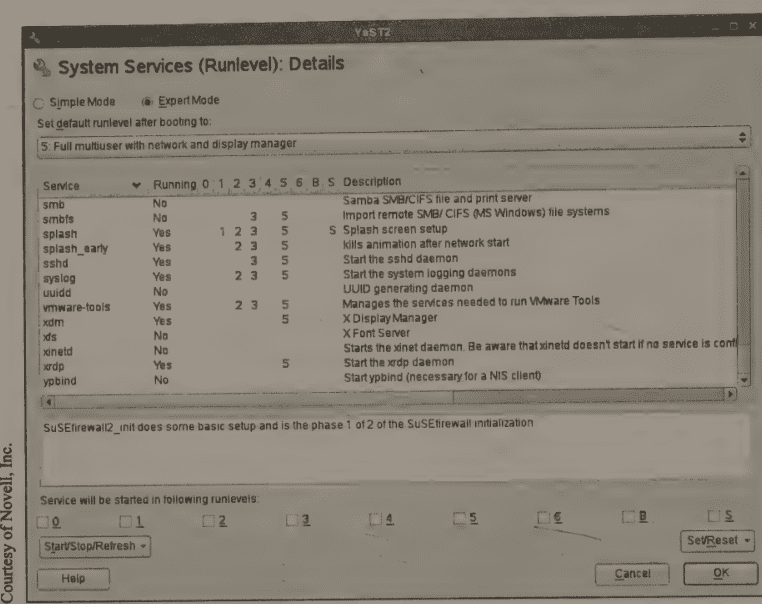 YaST2
System Services (Runlevel): Details
Simple Mode Expert Mode
Set default runlevel after booting to:
5: Full multiuser with network and display manager
Service Running 0 1 2 3 4 5 6 B S Description
smb No Samba SMB/CIFS file and print server
smbfs No 3 5 Import remote SMB/ CIFS (MS Windows) file systems
splash Yes 1 2 3 5 S Splash screen setup
splash_early Yes 2 3 5 kills animation after network start
sshd Yes 3 5 Start the sshd daemon
syslog Yes 2 3 5 Start the system logging daemons
uuidd No UUID generating daemon
vmware-tools Yes 2 3 5 Manages the services needed to run VMware Tools
xdm Yes 5 X Display Manager
xfs No X Font Server
xinetd No Starts the xinet daemon. Be aware that xinetd doesn't start if no service is confi
xrdp Yes 5 Start the xrdp daemon
ypbind No Start ypbind (necessary for a NIS client)
SuSEfirewall2_init does some basic setup and is the phase 1 of 2 of the SuSEfirewall initialization
Service will be started in following runlevels:
0 1 2 3 4 5 6 B S
Start/Stop/Refresh Set/Reset
Help Cancel OK
Courtesy of Novell, Inc.